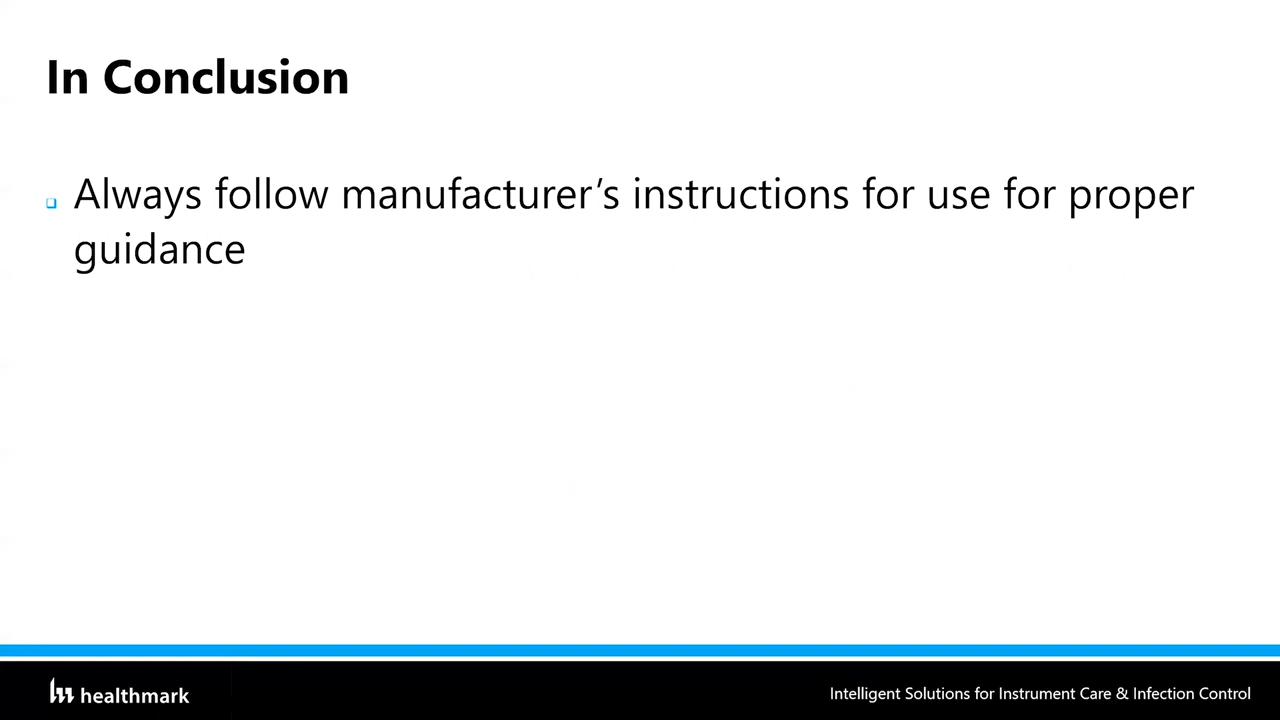 In Conclusion
Always follow manufacturer’s instructions for use for proper
guidance
healthmark
Intelligent Solutions for Instrument Care & Infection Control